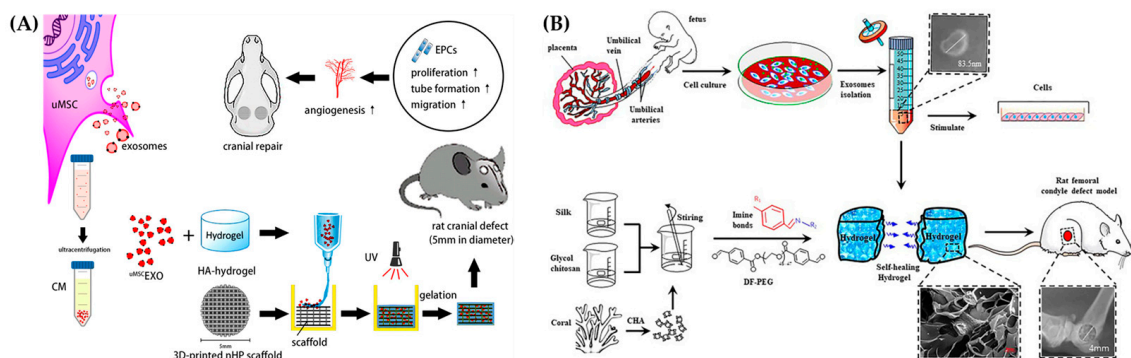 (A)
uMSC
exosomes
ultracentrifugation
CM
uMSCEXO
+
Hydrogel
HA-hydrogel
5mm
3D-printed nHP scaffold
scaffold
UV
gelation
rat cranial defect
(5mm in diameter)
EPCs
proliferation ↑
tube formation ↑
migration ↑
angiogenesis ↑
cranial repair
(B)
fetus
placenta
Umbilical
vein
Umbilical
arteries
Cell culture
Exosomes
isolation
83.5nm
Cells
Stimulate
Silk
Glycol
chitosan
Coral
CHA
Stiring
Imine
bonds
R1
R2
DF-PEG
Hydrogel
Hydrogel
Self-healing
Hydrogel
Rat femoral
condyle defect model
4mm